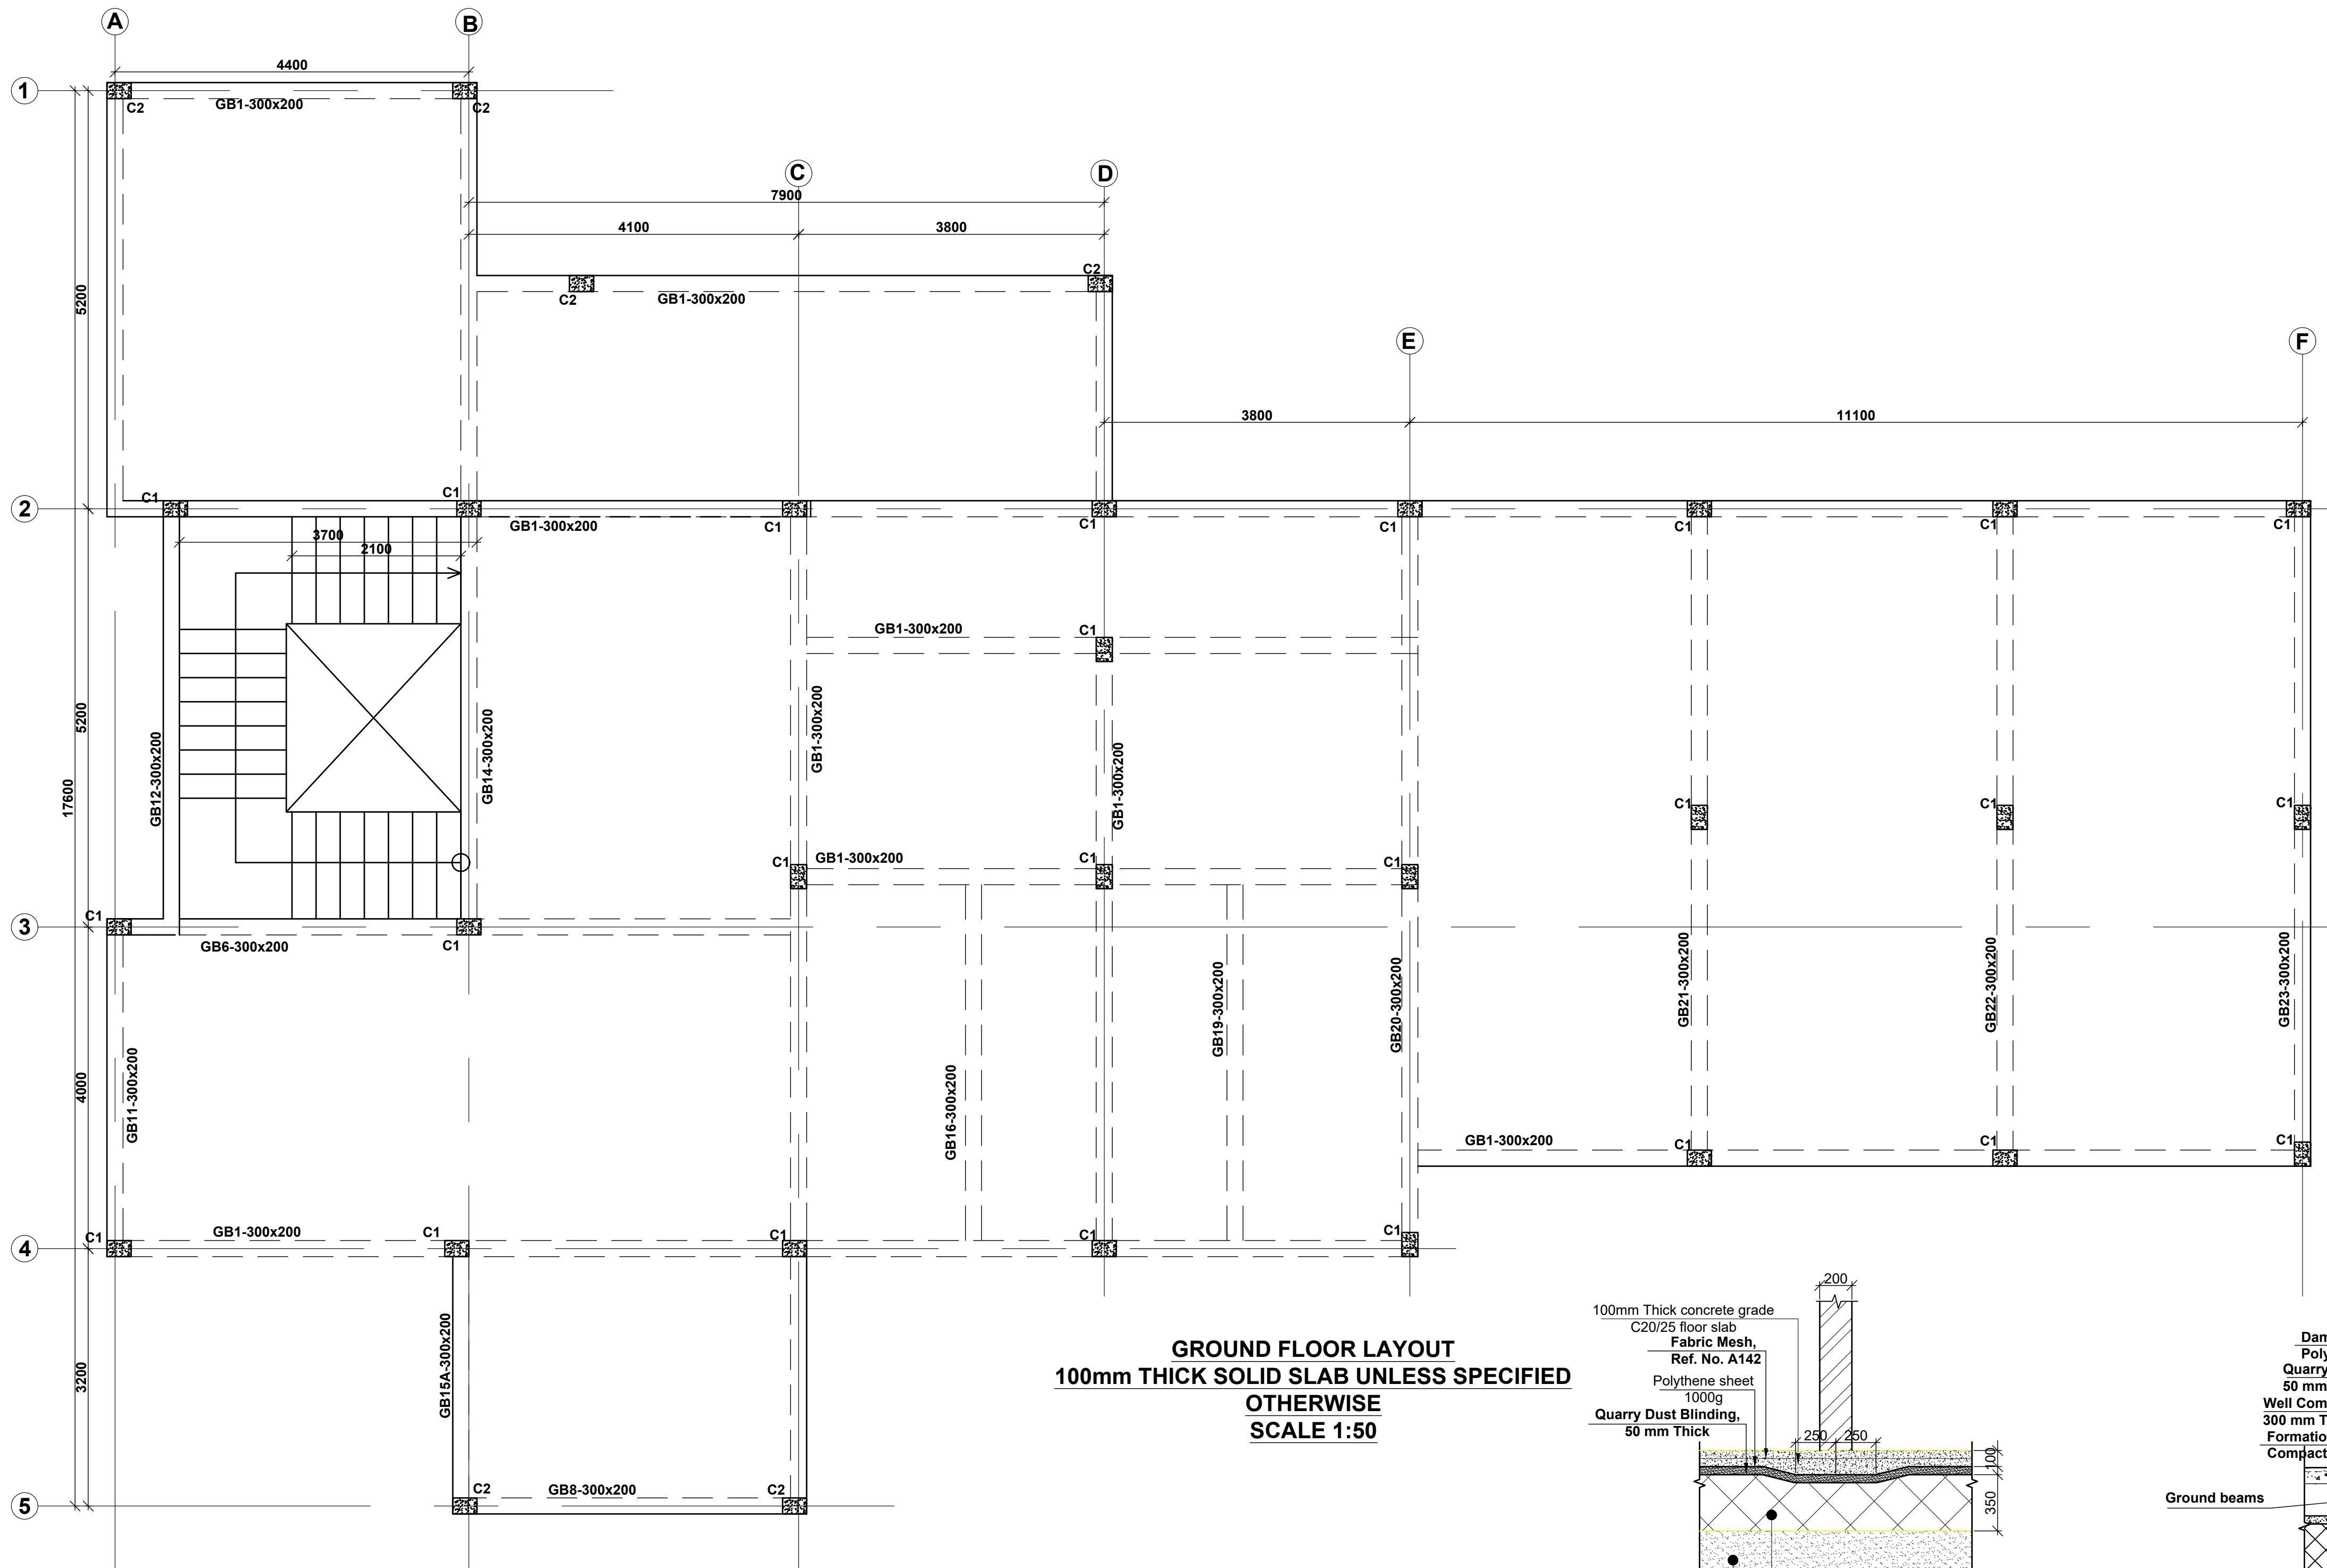 A
B
4400
1
C2
GB1-300x200
C2
C
D
7900
4100
3800
C2
C2
GB1-300x200
5200
E
F
3800
11100
2
C1
C1
GB1-300x200
C1
C1
C1
C1
C1
C1
3700
2100
GB1-300x200
C1
5200
17600
GB12-300x200
GB14-300x200
GB1-300x200
GB1-300x200
C1
C1
C1
C1
GB1-300x200
C1
C1
3
C1
GB6-300x200
C1
GB21-300x200
GB22-300x200
GB23-300x200
GB19-300x200
GB20-300x200
4000
GB11-300x200
GB16-300x200
GB1-300x200
C1
C1
C1
4
C1
GB1-300x200
C1
C1
C1
C1
3200
GB15A-300x200
C2
GB8-300x200
C2
5
GROUND FLOOR LAYOUT
100mm THICK SOLID SLAB UNLESS SPECIFIED
OTHERWISE
SCALE 1:50
200
100mm Thick concrete grade
C20/25 floor slab
Fabric Mesh,
Ref. No. A142
Polythene sheet
1000g
Quarry Dust Blinding,
50 mm Thick
250
250
100
350
Quarry
50 mm
300 mm
Ground beams